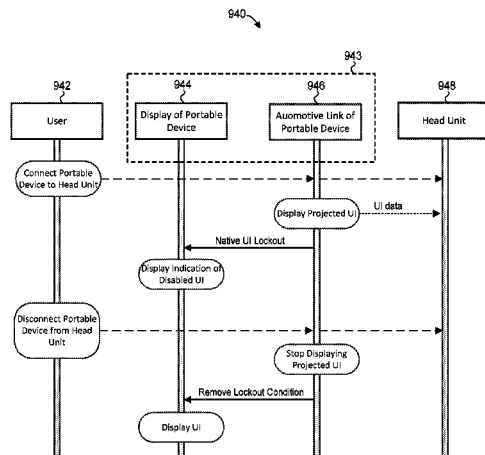 940
943
942
944
946
948
User
Display of Portable
Device
Auomotive Link of
Portable Device
Head Unit
Connect Portable
Device to Head Unit
Display Projected UI
UI data
Native UI Lockout
Display Indication of
Disabled UI
Disconnect Portable
Device from Head
Unit
Stop Displaying
Projected UI
Remove Lockout Condition
Display UI